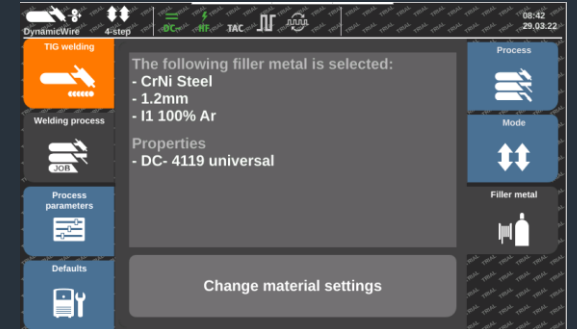 08:42
DynamicWire 4-step DC- HF TAC 29.03.22
TIG welding
Welding process
JOB
Process
parameters
Defaults
The following filler metal is selected:
- CrNi Steel
- 1.2mm
- I1 100% Ar
Properties
- DC- 4119 universal
Change material settings
Process
Mode
Filler metal
TRIAL